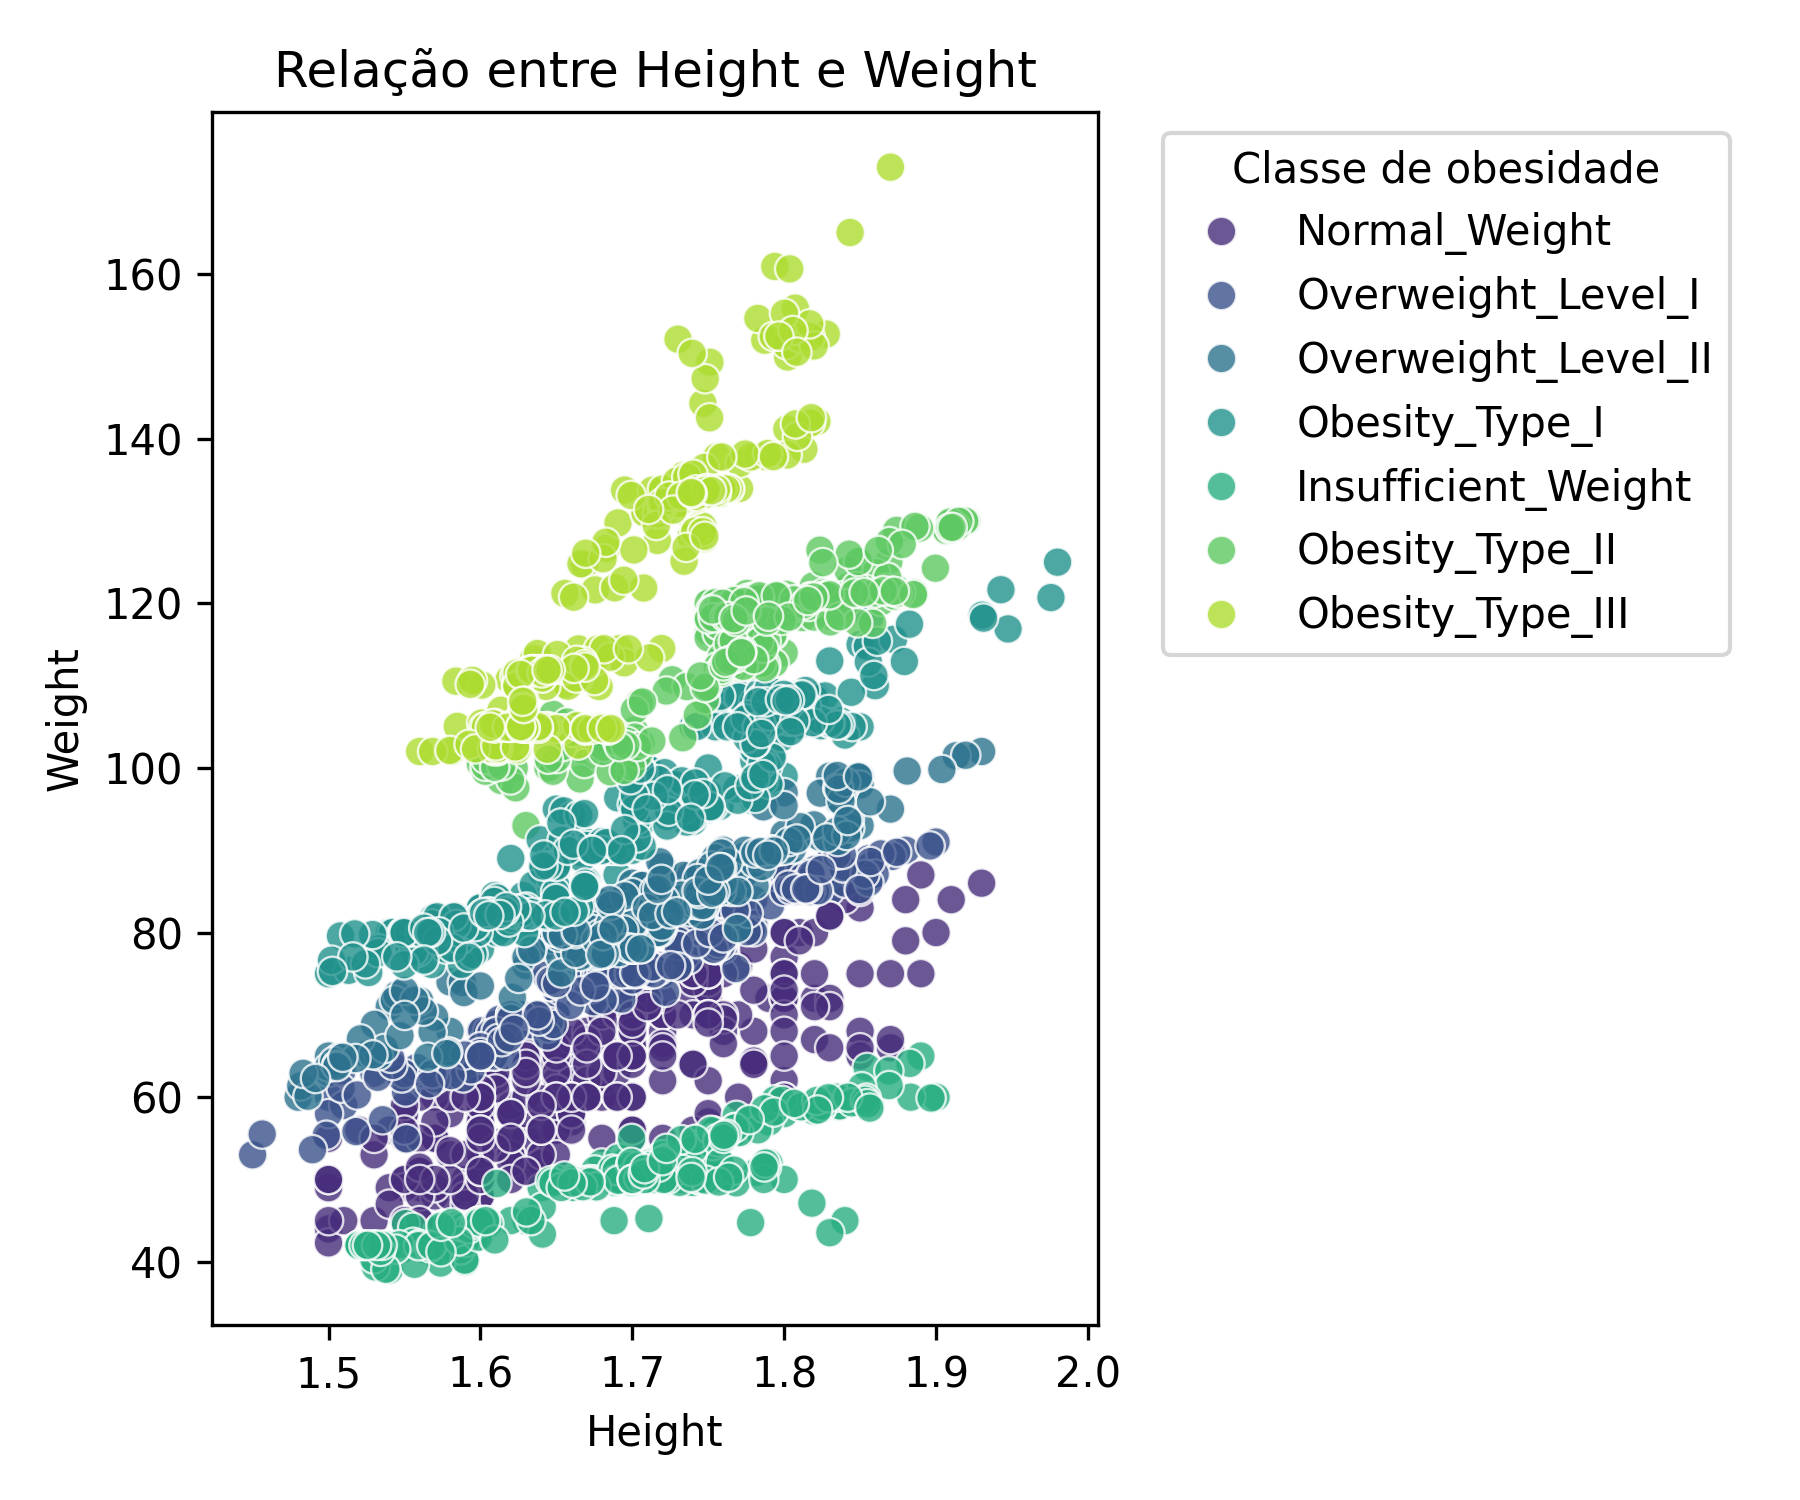 Relação entre Height e Weight
Classe de obesidade
Normal_Weight
Overweight_Level_I
Overweight_Level_II
Obesity_Type_I
Insufficient_Weight
Obesity_Type_II
Obesity_Type_III
Weight
160
140
120
100
80
60
40
1.5 1.6 1.7 1.8 1.9 2.0
Height